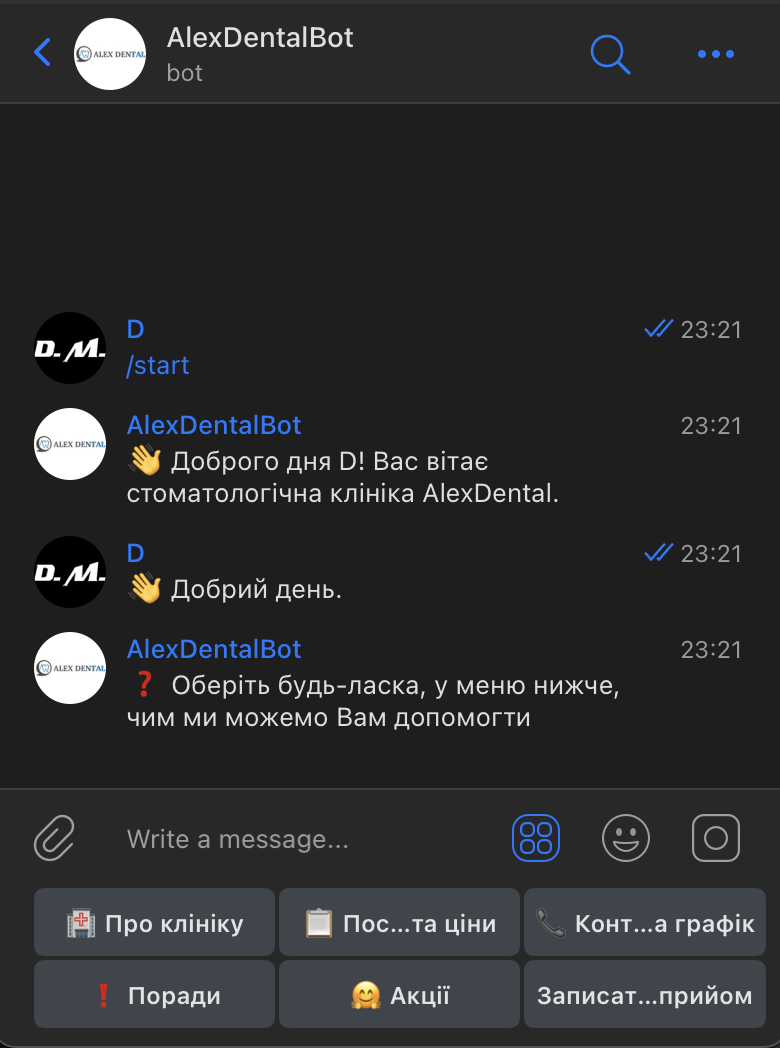 AlexDentalBot
bot
D 23:21
/start
AlexDentalBot 23:21
👋 Доброго дня D! Вас вітає
стоматологічна клініка AlexDental.
D 23:21
👋 Добрий день.
AlexDentalBot 23:21
❓ Оберіть будь-ласка, у меню нижче,
чим ми можемо Вам допомогти
Write a message...
🏥 Про клініку 📋 Пос...та ціни 📞 Конт...а графік
❗ Поради 🤗 Акції Записат...прийом
ALEX DENTAL
D. M.
ALEX DENTAL
D. M.
ALEX DENTAL